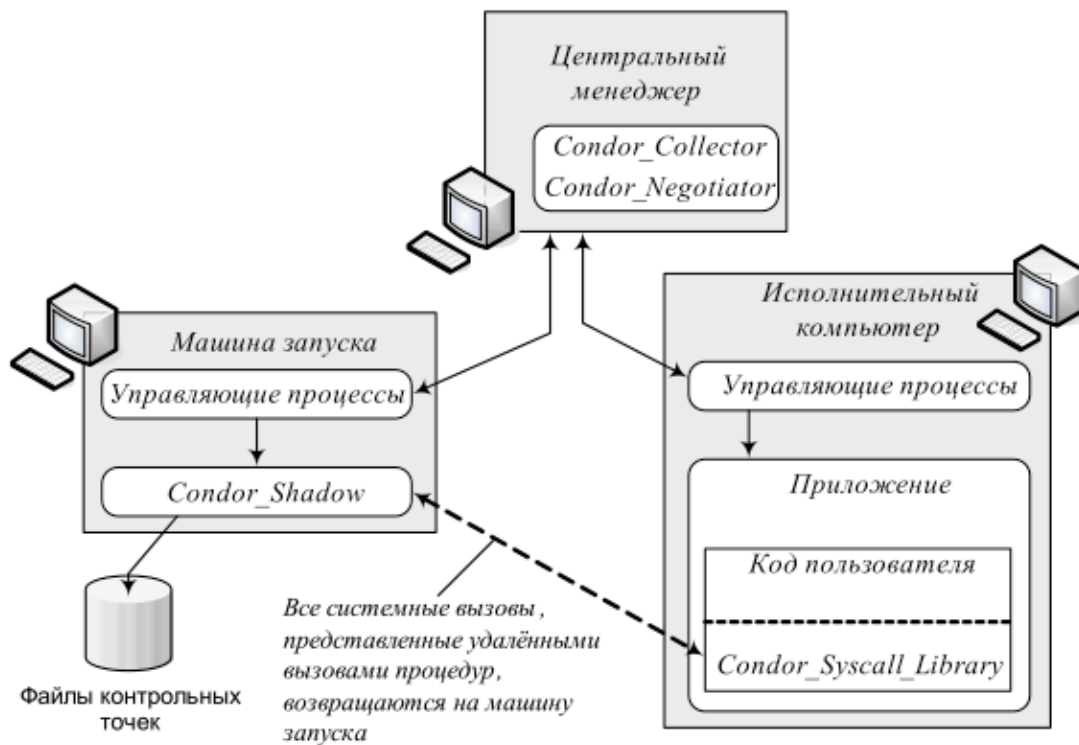 Центральный
менеджер
Condor_Collector
Condor_Negotiator
Машина запуска
Управляющие процессы
Condor_Shadow
Файлы контрольных
точек
Все системные вызовы ,
представленные удалёнными
вызовами процедур,
возвращаются на машину
запуска
Исполнительный
компьютер
Управляющие процессы
Приложение
Код пользователя
Condor_Syscall_Library